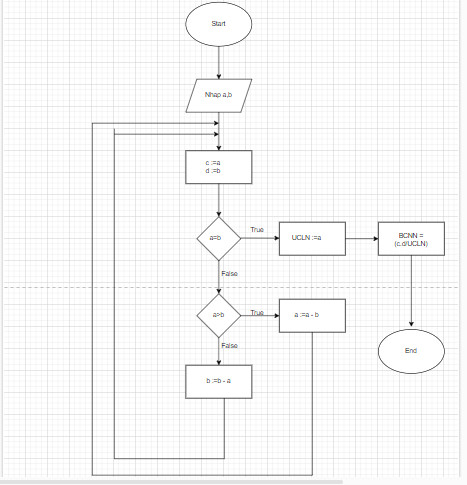 Start
Nhap a,b
c :=a
d :=b
a=b
True
UCLN :=a
BCNN =
(c.d/UCLN)
False
a>b
True
a :=a - b
End
False
b :=b - a